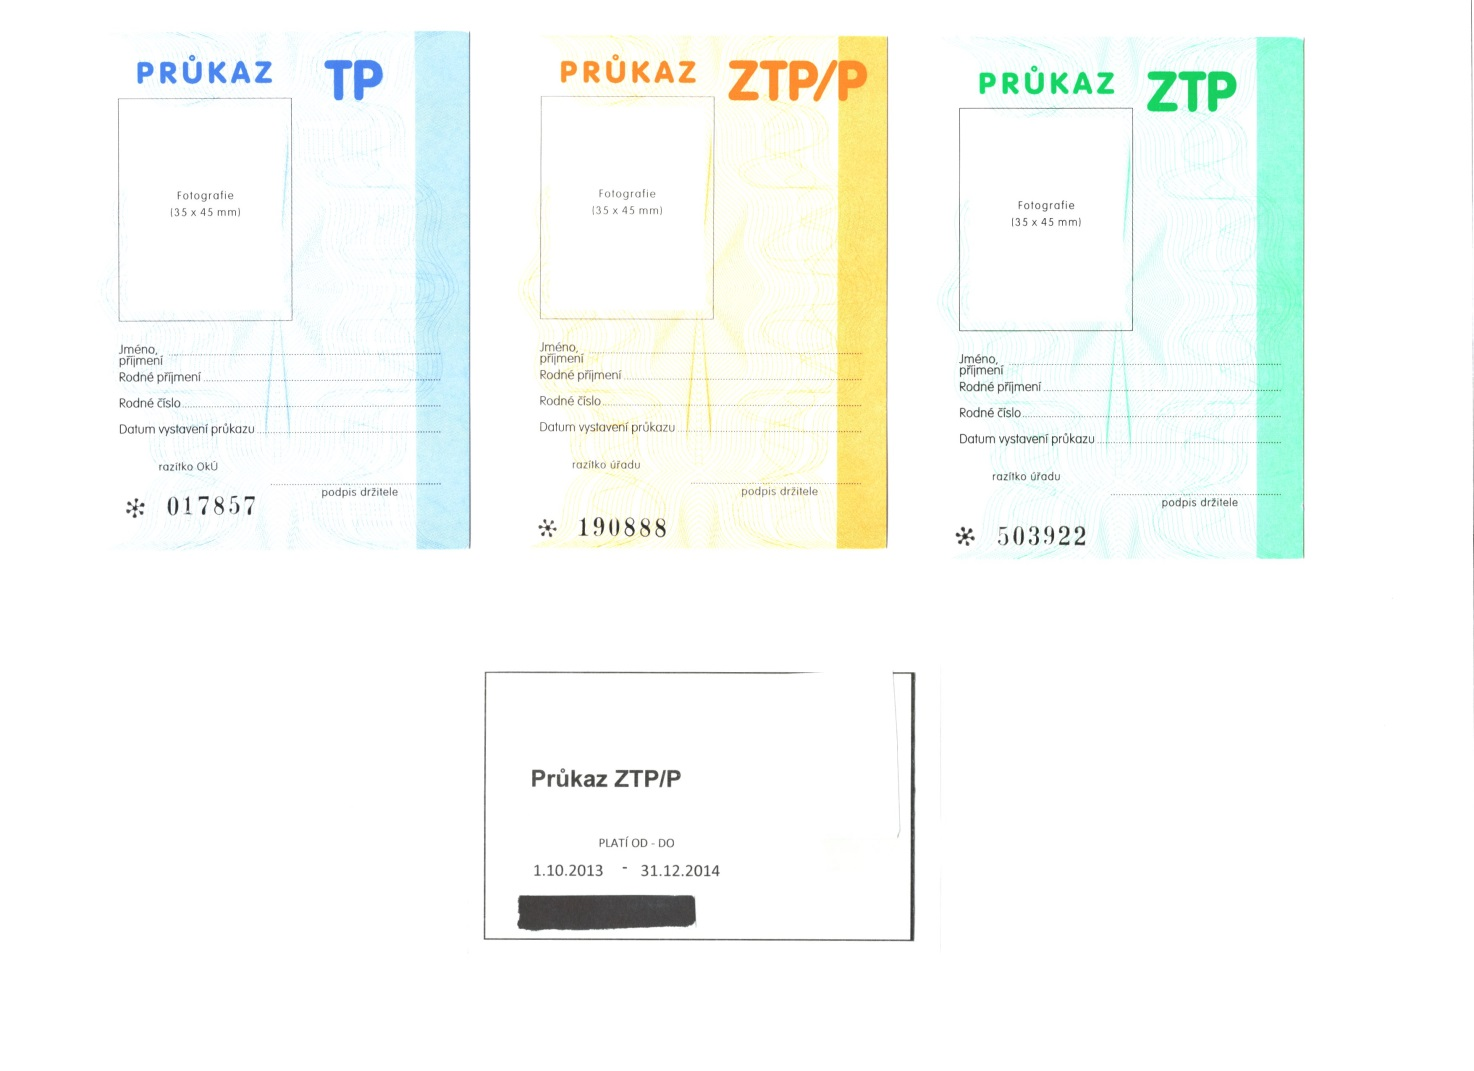 PRŮKAZ TP
Fotografie
(35 x 45 mm)
Jméno,
příjmení
Rodné příjmení
Rodné číslo
Datum vystavení průkazu
razítko OkÚ
podpis držitele
* 017857
PRŮKAZ ZTP/P
Fotografie
(35 x 45 mm)
Jméno,
příjmení
Rodné příjmení
Rodné číslo
Datum vystavení průkazu
razítko úřadu
podpis držitele
* 190888
PRŮKAZ ZTP
Fotografie
(35 x 45 mm)
Jméno,
příjmení
Rodné příjmení
Rodné číslo
Datum vystavení průkazu
razítko úřadu
podpis držitele
* 503922
Průkaz ZTP/P
PLATÍ OD - DO
1.10.2013 - 31.12.2014